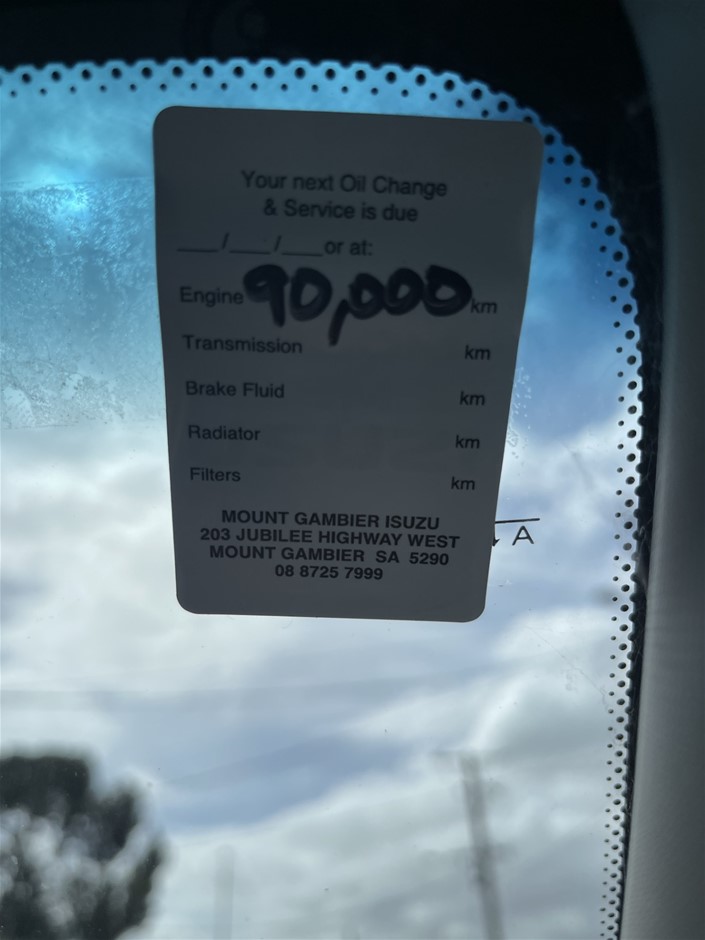 Your next Oil Change
& Service is due
___/___/___or at:
Engine 90,000 km
Transmission km
Brake Fluid km
Radiator km
Filters km
MOUNT GAMBIER ISUZU
203 JUBILEE HIGHWAY WEST
MOUNT GAMBIER SA 5290
08 8725 7999
A